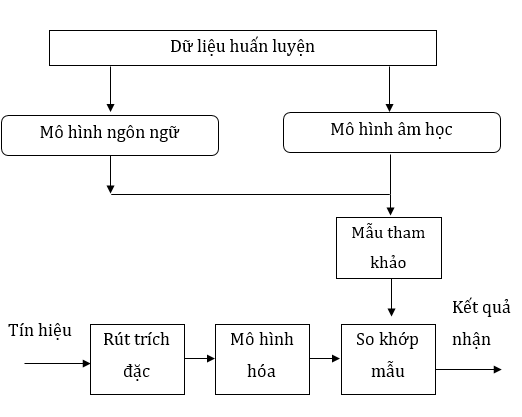 Dữ liệu huấn luyện
Mô hình ngôn ngữ
Mô hình âm học
Mẫu tham
khảo
Tín hiệu
Rút trích
đặc
Mô hình
hóa
So khớp
mẫu
Kết quả
nhận